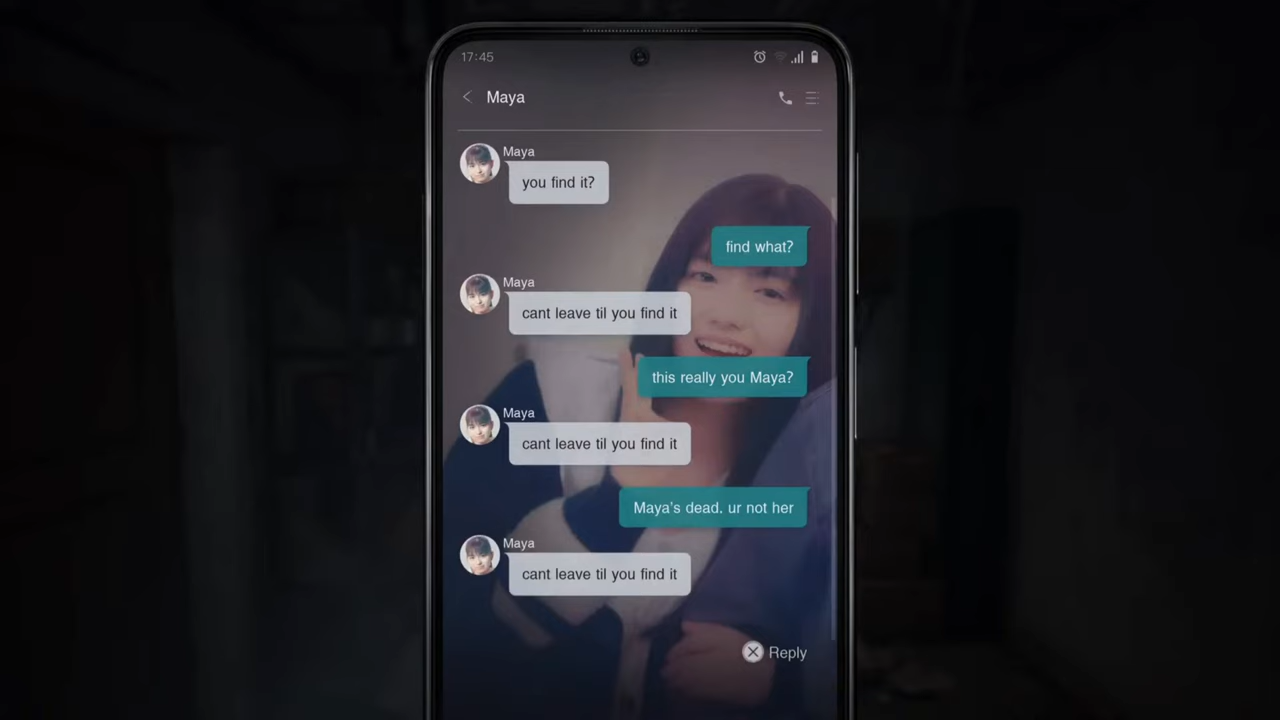 17:45
Maya
Maya
you find it?
find what?
Maya
cant leave til you find it
this really you Maya?
Maya
cant leave til you find it
Maya's dead. ur not her
Maya
cant leave til you find it
Reply